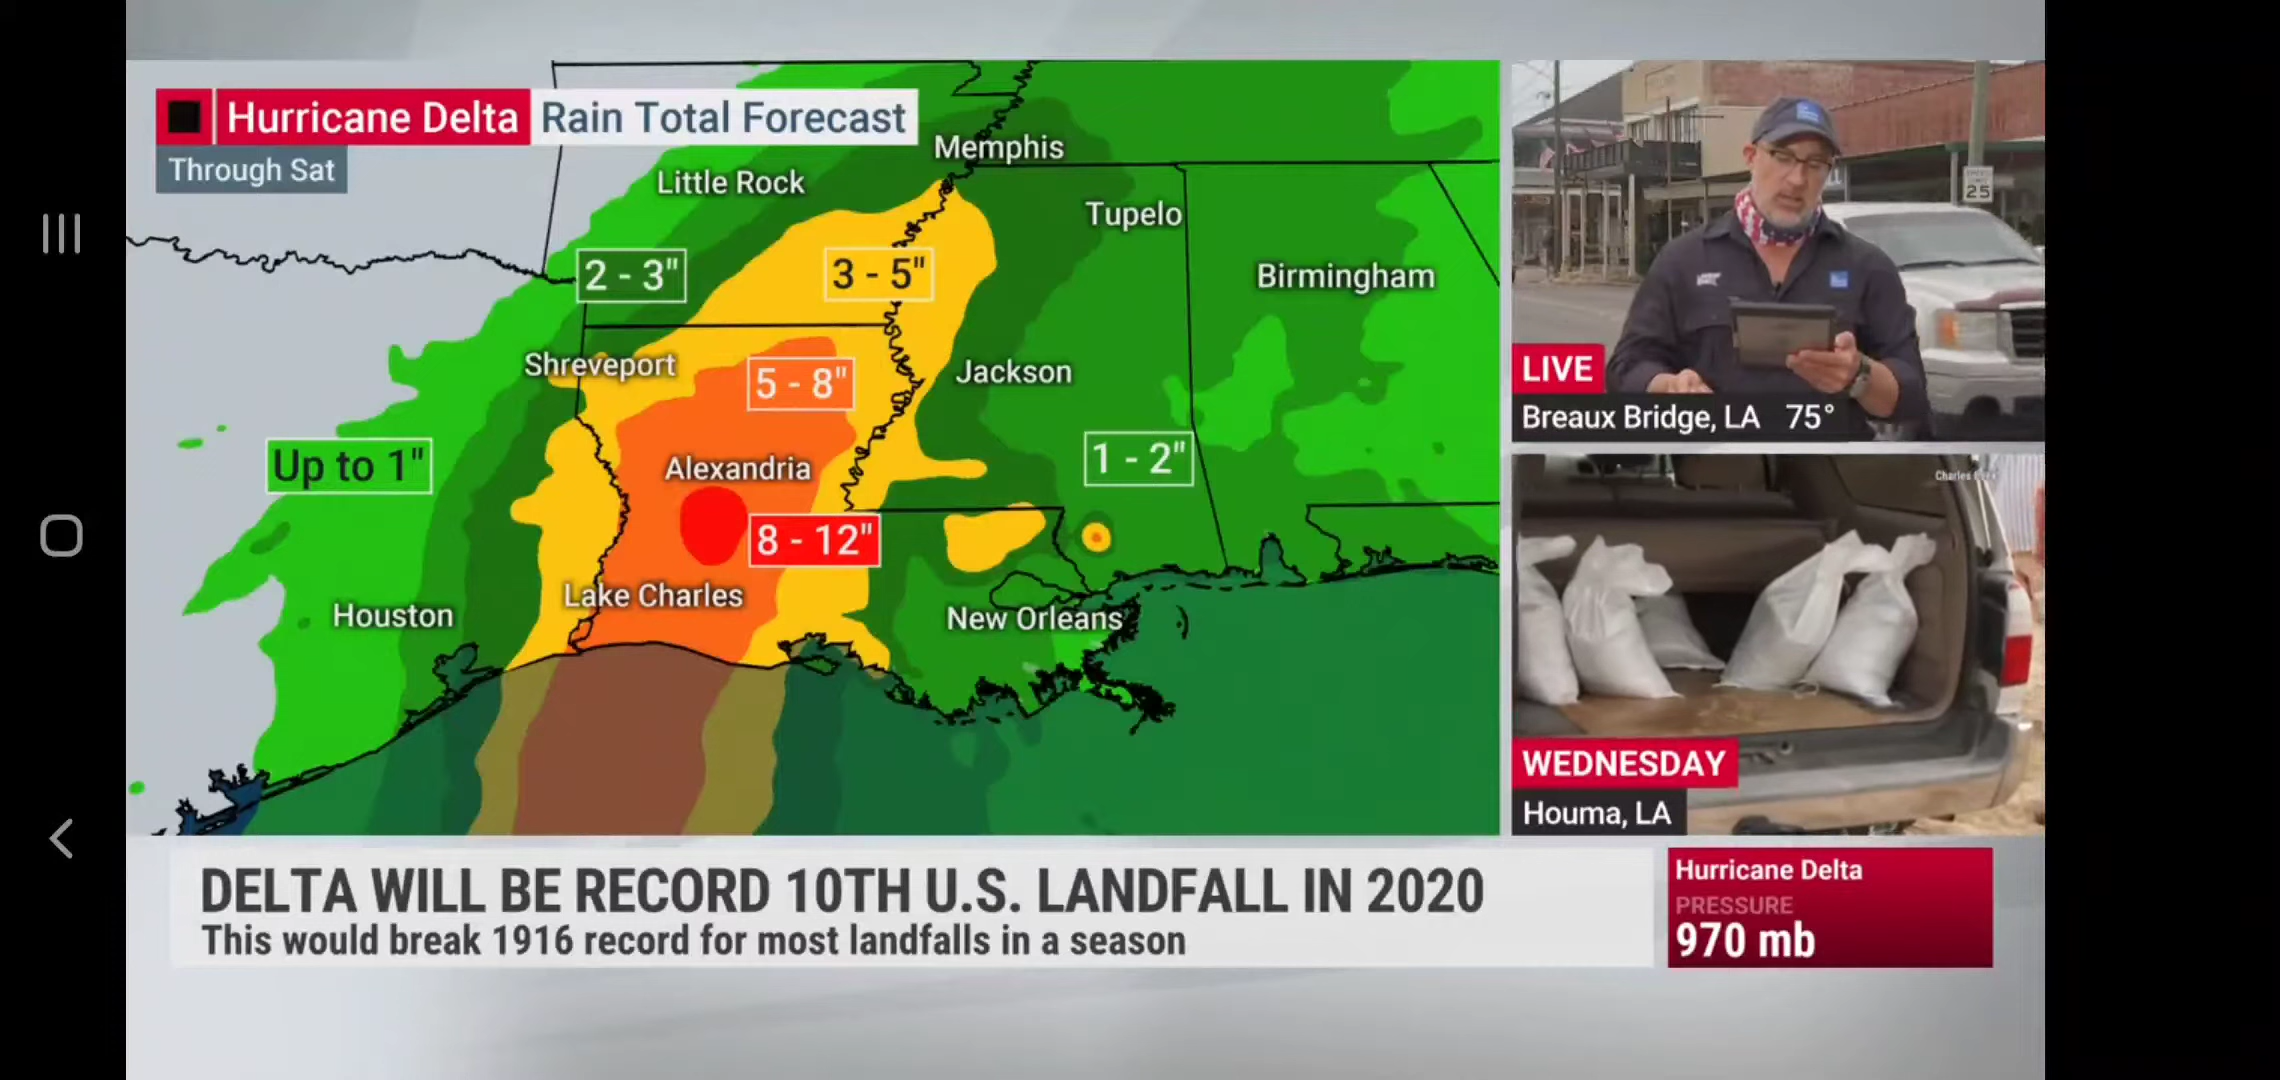 Hurricane Delta Rain Total Forecast
Through Sat
Memphis
Little Rock
Tupelo
2 - 3"
3 - 5"
Birmingham
Shreveport
5 - 8"
Jackson
Up to 1"
Alexandria
1 - 2"
8 - 12"
Lake Charles
Houston
New Orleans
25
LIVE
Breaux Bridge, LA 75°
Charles
WEDNESDAY
Houma, LA
DELTA WILL BE RECORD 10TH U.S. LANDFALL IN 2020
This would break 1916 record for most landfalls in a season
Hurricane Delta
PRESSURE
970 mb